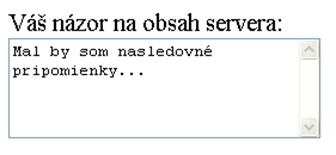 Váš názor na obsah servera:
Mal by som nasledovné
pripomienky...